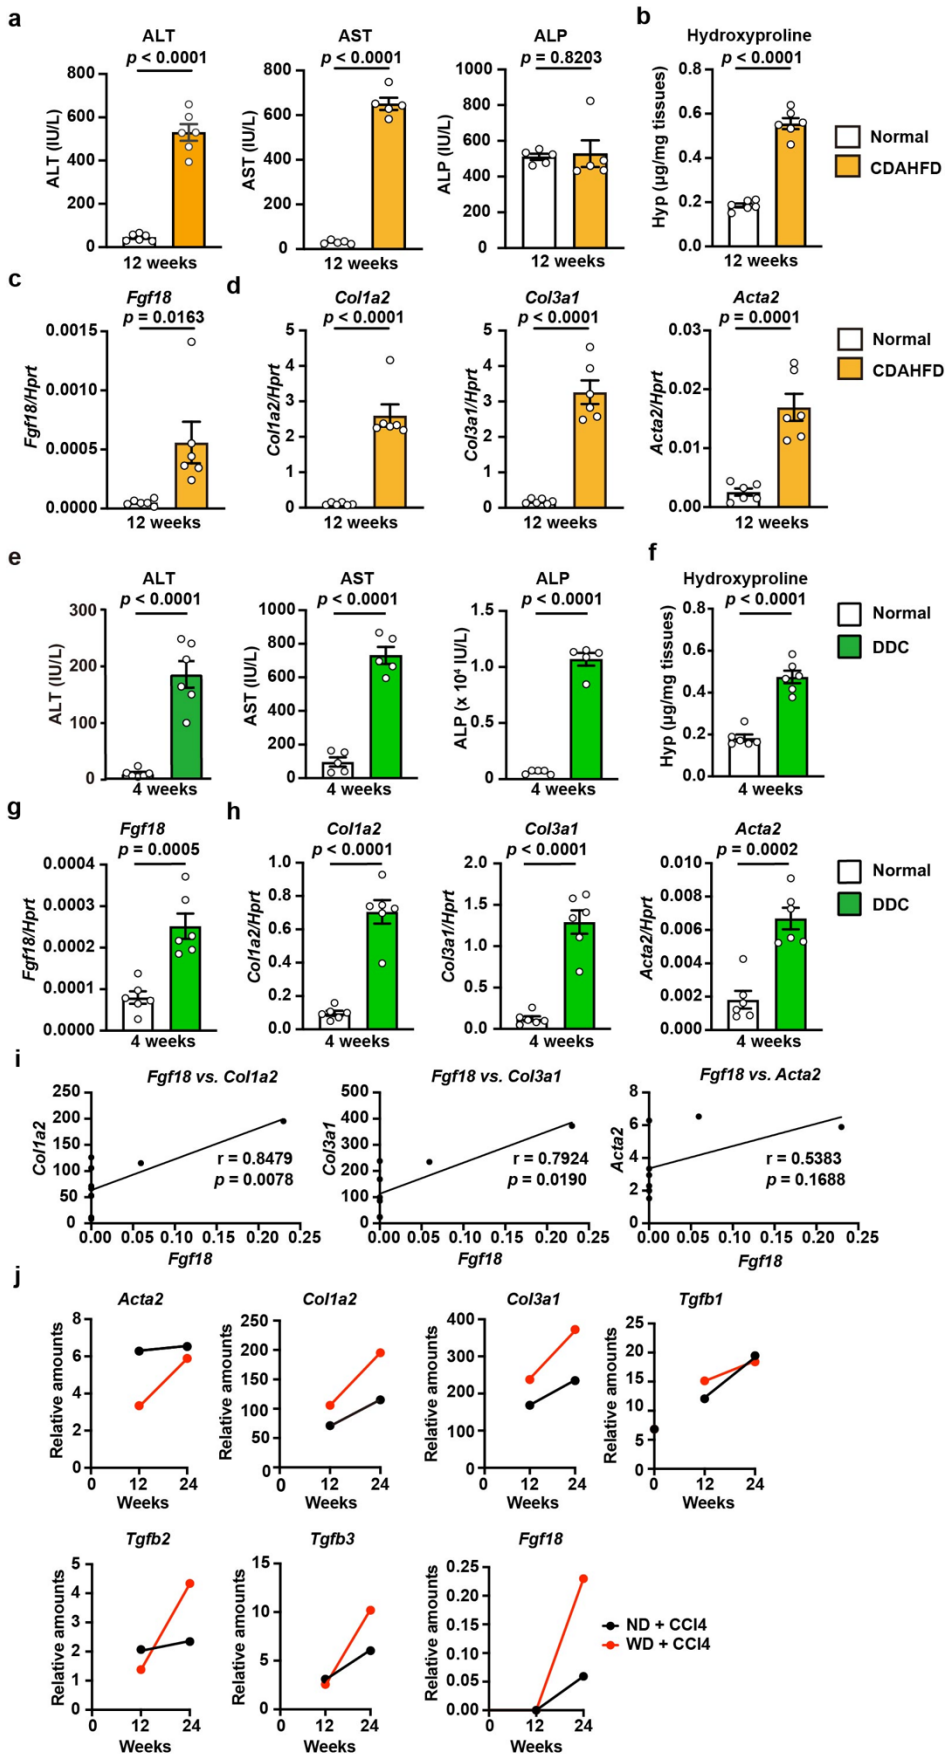 a
b
ALT
AST
ALP
Hydroxyproline
p < 0.0001
p < 0.0001
p = 0.8203
p < 0.0001
ALT (IU/L)
800
600
400
200
0
12 weeks
AST (IU/L)
800
600
400
200
0
12 weeks
ALP (IU/L)
1000
800
600
400
200
0
12 weeks
Hyp (µg/mg tissues)
0.8
0.6
0.4
0.2
0.0
12 weeks
Normal
CDAHFD
c
d
Fgf18
Col1a2
Col3a1
Acta2
p = 0.0163
p < 0.0001
p < 0.0001
p = 0.0001
Fgf18/Hprt
0.0015
0.0010
0.0005
0.0000
12 weeks
Col1a2/Hprt
5
4
3
2
1
0
12 weeks
Col3a1/Hprt
5
4
3
2
1
0
12 weeks
Acta2/Hprt
0.03
0.02
0.01
0.00
12 weeks
Normal
CDAHFD
e
f
ALT
AST
ALP
Hydroxyproline
p < 0.0001
p < 0.0001
p < 0.0001
p < 0.0001
ALT (IU/L)
300
200
100
0
4 weeks
AST (IU/L)
1000
800
600
400
200
0
4 weeks
ALP (x 10⁴ IU/L)
1.5
1.0
0.5
0
4 weeks
Hyp (µg/mg tissues)
0.8
0.6
0.4
0.2
0.0
4 weeks
Normal
DDC
g
h
Fgf18
Col1a2
Col3a1
Acta2
p = 0.0005
p < 0.0001
p < 0.0001
p = 0.0002
Fgf18/Hprt
0.0004
0.0003
0.0002
0.0001
0.0000
4 weeks
Col1a2/Hprt
1.0
0.8
0.6
0.4
0.2
0.0
4 weeks
Col3a1/Hprt
2.0
1.5
1.0
0.5
0.0
4 weeks
Acta2/Hprt
0.010
0.008
0.006
0.004
0.002
0.000
4 weeks
Normal
DDC
i
Fgf18 vs. Col1a2
Col1a2
250
200
150
100
50
0
r = 0.8479
p = 0.0078
0.00 0.05 0.10 0.15 0.20 0.25
Fgf18
Fgf18 vs. Col3a1
Col3a1
500
400
300
200
100
0
r = 0.7924
p = 0.0190
0.00 0.05 0.10 0.15 0.20 0.25
Fgf18
Fgf18 vs. Acta2
Acta2
8
6
4
2
0
r = 0.5383
p = 0.1688
0.00 0.05 0.10 0.15 0.20 0.25
Fgf18
j
Acta2
Relative amounts
8
6
4
2
0
0 12 24
Weeks
Col1a2
Relative amounts
250
200
150
100
50
0
0 12 24
Weeks
Col3a1
Relative amounts
400
300
200
100
0
0 12 24
Weeks
Tgfb1
Relative amounts
25
20
15
10
5
0
0 12 24
Weeks
Tgfb2
Relative amounts
5
4
3
2
1
0
0 12 24
Weeks
Tgfb3
Relative amounts
15
10
5
0
0 12 24
Weeks
Fgf18
Relative amounts
0.25
0.20
0.15
0.10
0.05
0.00
0 12 24
Weeks
ND + CCl4
WD + CCl4